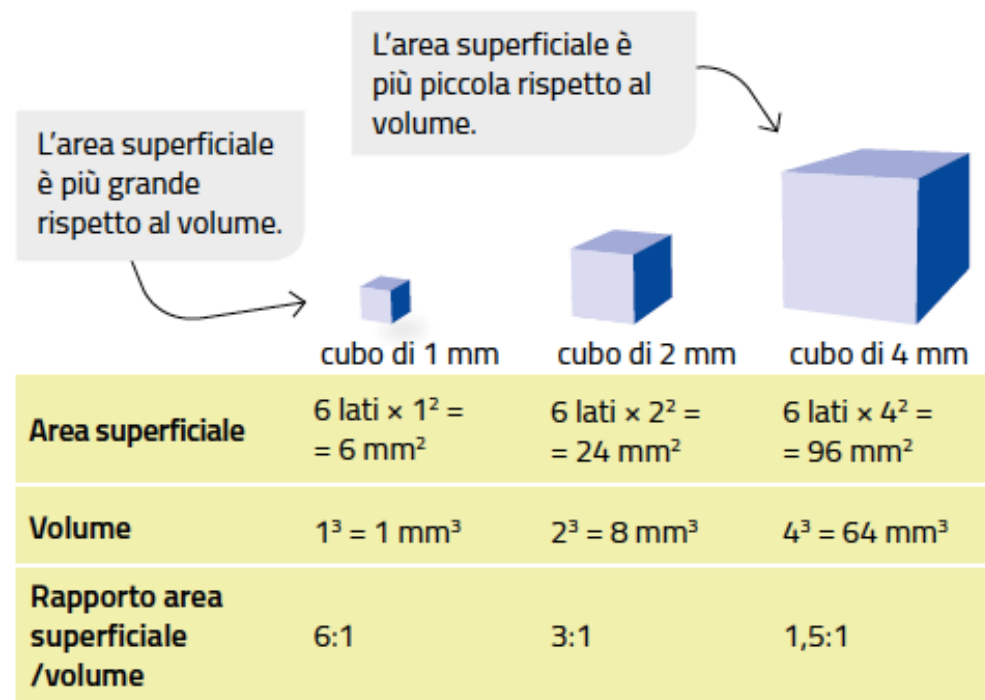 L'area superficiale è
più piccola rispetto al
volume.
L'area superficiale
è più grande
rispetto al volume.
cubo di 1 mm cubo di 2 mm cubo di 4 mm
Area superficiale 6 lati × 1² = 6 lati × 2² = 6 lati × 4² =
= 6 mm² = 24 mm² = 96 mm²
Volume 1³ = 1 mm³ 2³ = 8 mm³ 4³ = 64 mm³
Rapporto area
superficiale 6:1 3:1 1,5:1
/volume